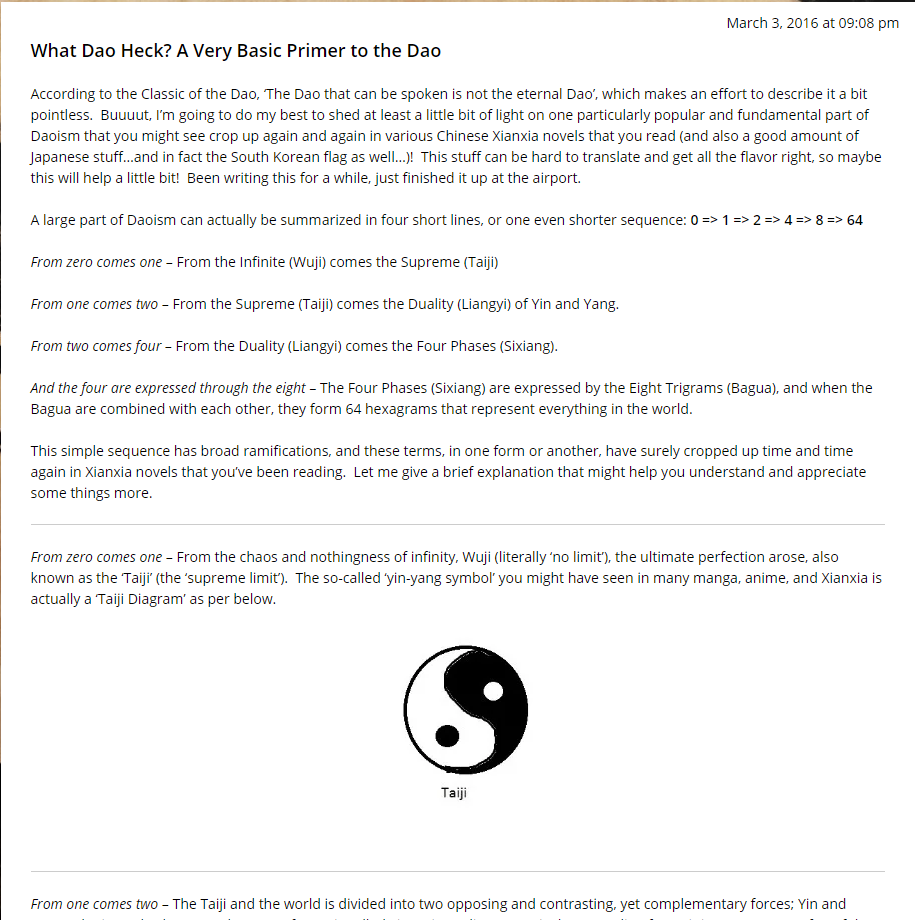 March 3, 2016 at 09:08 pm
What Dao Heck? A Very Basic Primer to the Dao
According to the Classic of the Dao, ‘The Dao that can be spoken is not the eternal Dao’, which makes an effort to describe it a bit
pointless.  Buuuut, I’m going to do my best to shed at least a little bit of light on one particularly popular and fundamental part of
Daoism that you might see crop up again and again in various Chinese Xianxia novels that you read (and also a good amount of
Japanese stuff…and in fact the South Korean flag as well…)!  This stuff can be hard to translate and get all the flavor right, so maybe
this will help a little bit!  Been writing this for a while, just finished it up at the airport.
A large part of Daoism can actually be summarized in four short lines, or one even shorter sequence: 0 => 1 => 2 => 4 => 8 => 64
From zero comes one – From the Infinite (Wuji) comes the Supreme (Taiji)
From one comes two – From the Supreme (Taiji) comes the Duality (Liangyi) of Yin and Yang.
From two comes four – From the Duality (Liangyi) comes the Four Phases (Sixiang).
And the four are expressed through the eight – The Four Phases (Sixiang) are expressed by the Eight Trigrams (Bagua), and when the
Bagua are combined with each other, they form 64 hexagrams that represent everything in the world.
This simple sequence has broad ramifications, and these terms, in one form or another, have surely cropped up time and time
again in Xianxia novels that you’ve been reading.  Let me give a brief explanation that might help you understand and appreciate
some things more.
From zero comes one – From the chaos and nothingness of infinity, Wuji (literally ‘no limit’), the ultimate perfection arose, also
known as the ‘Taiji’ (the ‘supreme limit’).  The so-called ‘yin-yang symbol’ you might have seen in many manga, anime, and Xianxia is
actually a ‘Taiji Diagram’ as per below.
Taiji
From one comes two – The Taiji and the world is divided into two opposing and contrasting, yet complementary forces; Yin and